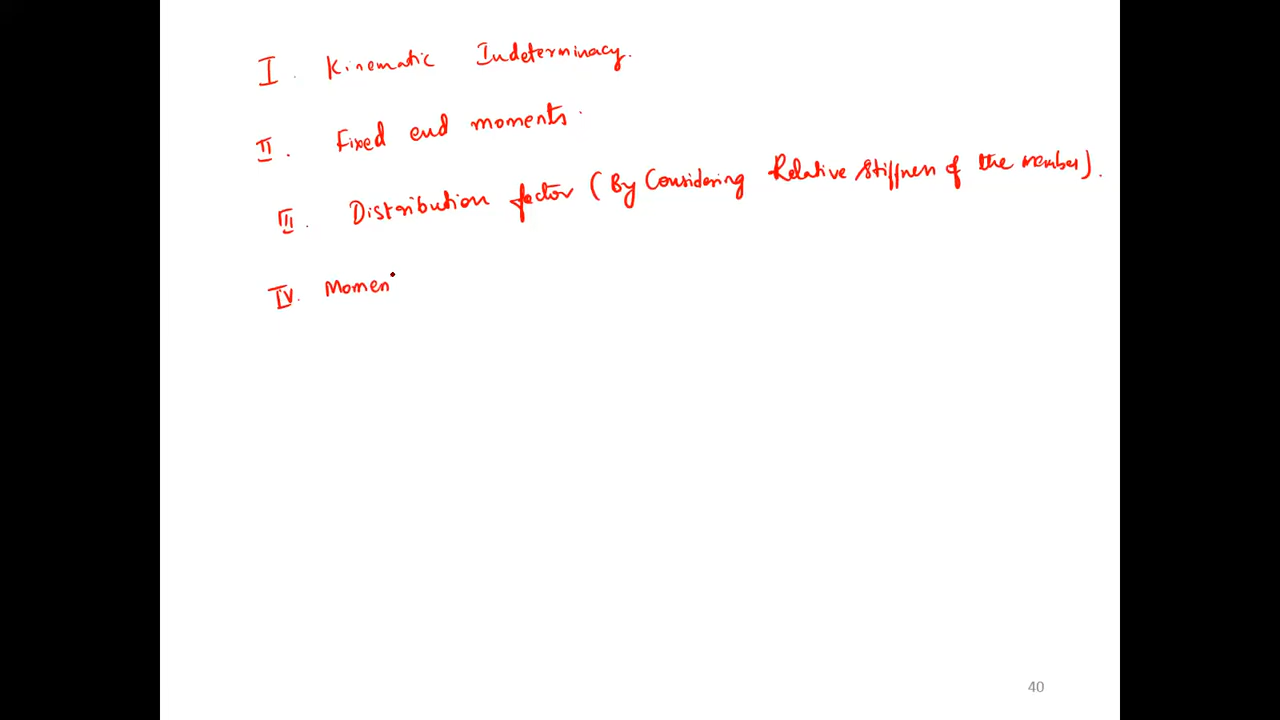 I. Kinematic Indeterminacy.
II. Fixed end moments.
III. Distribution factor (By Considering Relative Stiffness of the member).
IV. Momen
40